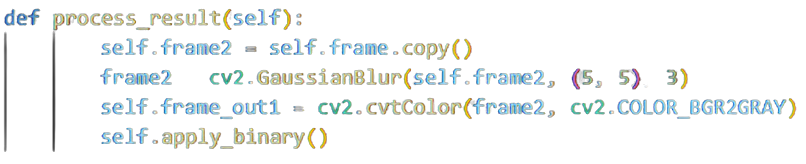 def process_result(self):
self.frame2 = self.frame.copy()
frame2 cv2.GaussianBlur(self.frame2, (5, 5) 3)
self.frame_out1 = cv2.cvtColor(frame2, cv2.COLOR_BGR2GRAY)
self.apply_binary()